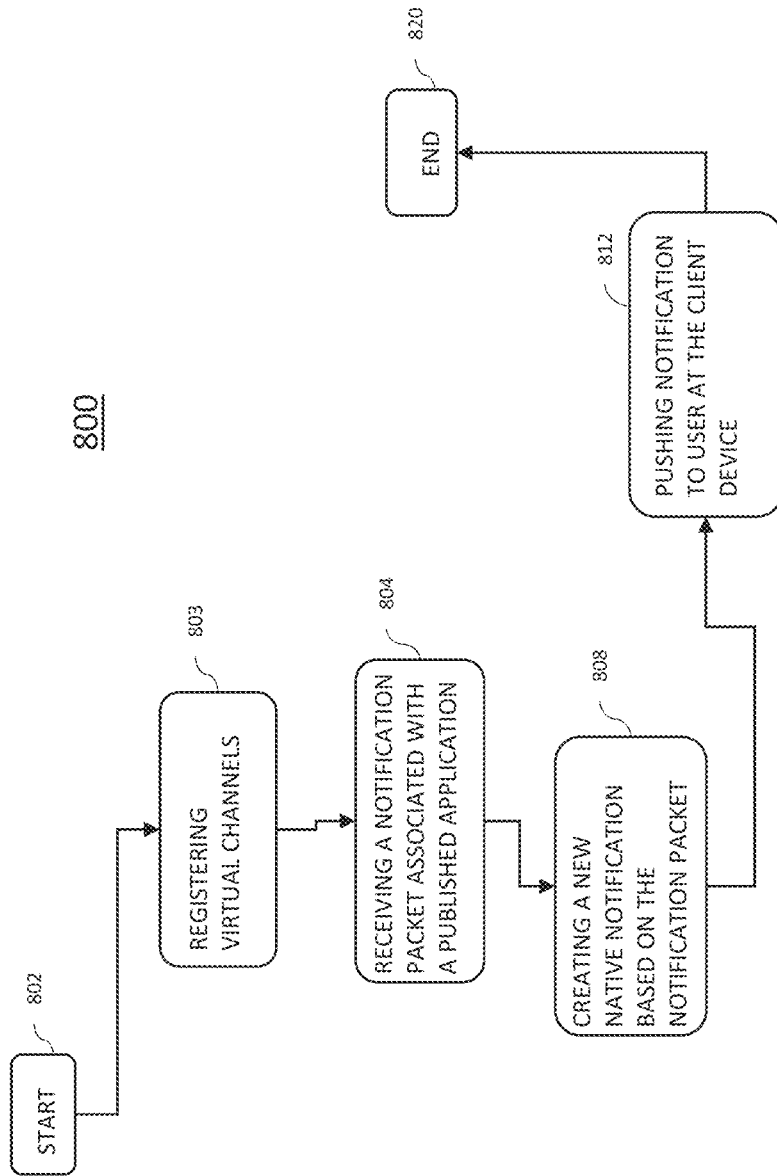 800
START
802
REGISTERING
VIRTUAL CHANNELS
803
RECEIVING A NOTIFICATION
PACKET ASSOCIATED WITH
A PUBLISHED APPLICATION
804
CREATING A NEW
NATIVE NOTIFICATION
BASED ON THE
NOTIFICATION PACKET
808
PUSHING NOTIFICATION
TO USER AT THE CLIENT
DEVICE
812
END
820